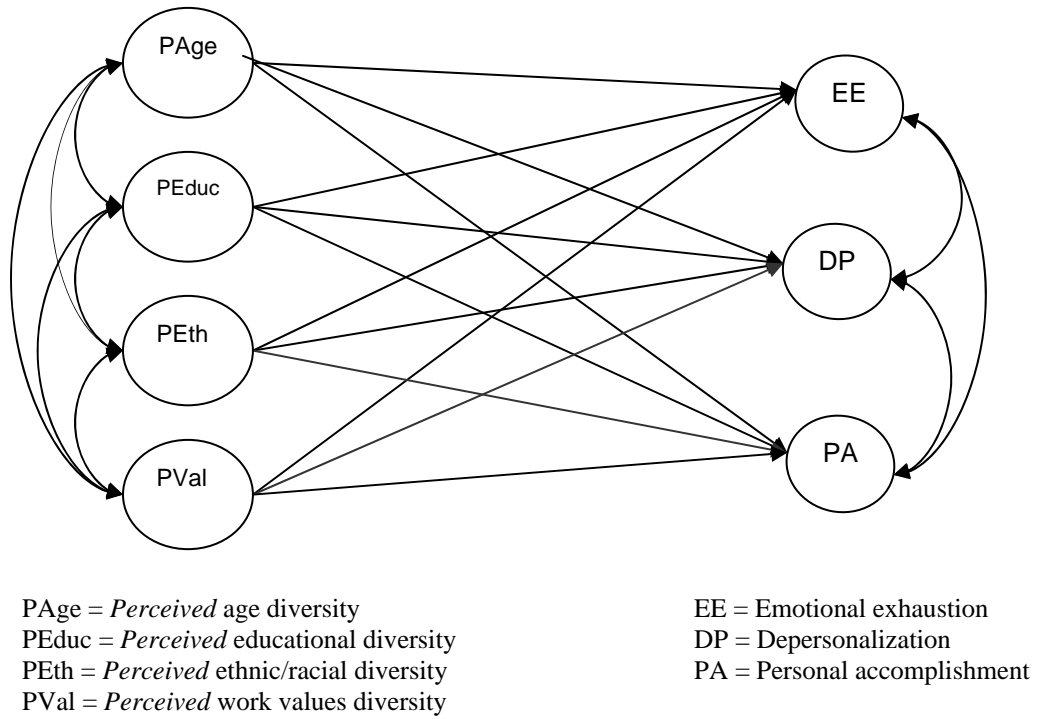 PAge
EE
PEduc
DP
PEth
PA
PVal
PAge = Perceived age diversity
PEduc = Perceived educational diversity
PEth = Perceived ethnic/racial diversity
PVal = Perceived work values diversity
EE = Emotional exhaustion
DP = Depersonalization
PA = Personal accomplishment